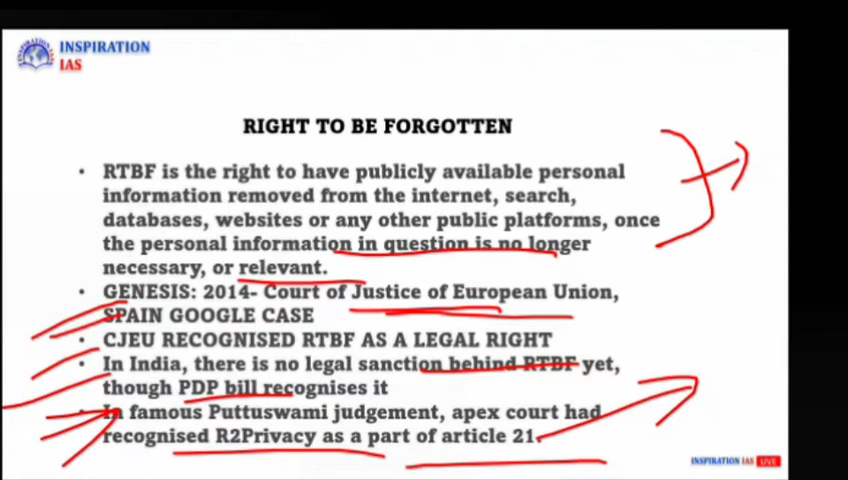 INSPIRATION
IAS
RIGHT TO BE FORGOTTEN
• RTBF is the right to have publicly available personal
information removed from the internet, search,
databases, websites or any other public platforms, once
the personal information in question is no longer
necessary, or relevant.
• GENESIS: 2014- Court of Justice of European Union,
SPAIN GOOGLE CASE
• CJEU RECOGNISED RTBF AS A LEGAL RIGHT
• In India, there is no legal sanction behind RTBF yet,
though PDP bill recognises it
• In famous Puttuswami judgement, apex court had
recognised R2Privacy as a part of article 21.
INSPIRATION IAS LIVE